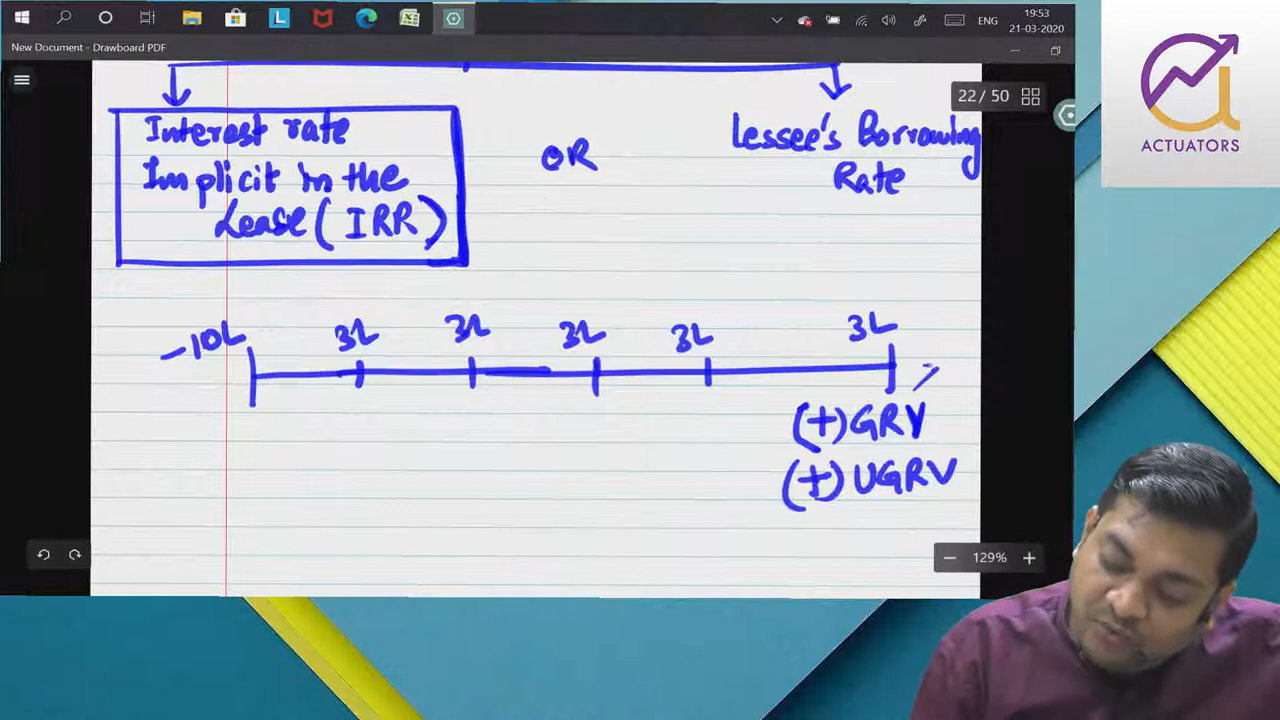 19:53
ENG
21-03-2020
New Document - Drawboard PDF
22 / 50
Interest rate
Implicit in the
Lease (IRR)
OR
Lessee's Borrowing
Rate
-10L 3L 3L 3L 3L 3L
(+) GRV
(+) UGRV
129%
ACTUATORS